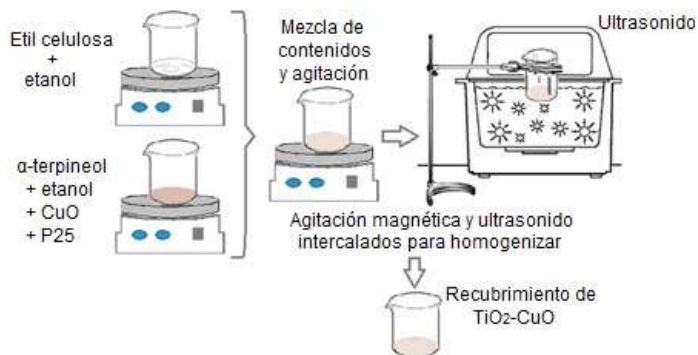 Etil celulosa
+
etanol
α-terpineol
+ etanol
+ CuO
+ P25
Mezcla de
contenidos
y agitación
Ultrasonido
Agitación magnética y ultrasonido
intercalados para homogenizar
Recubrimiento de
TiO2-CuO